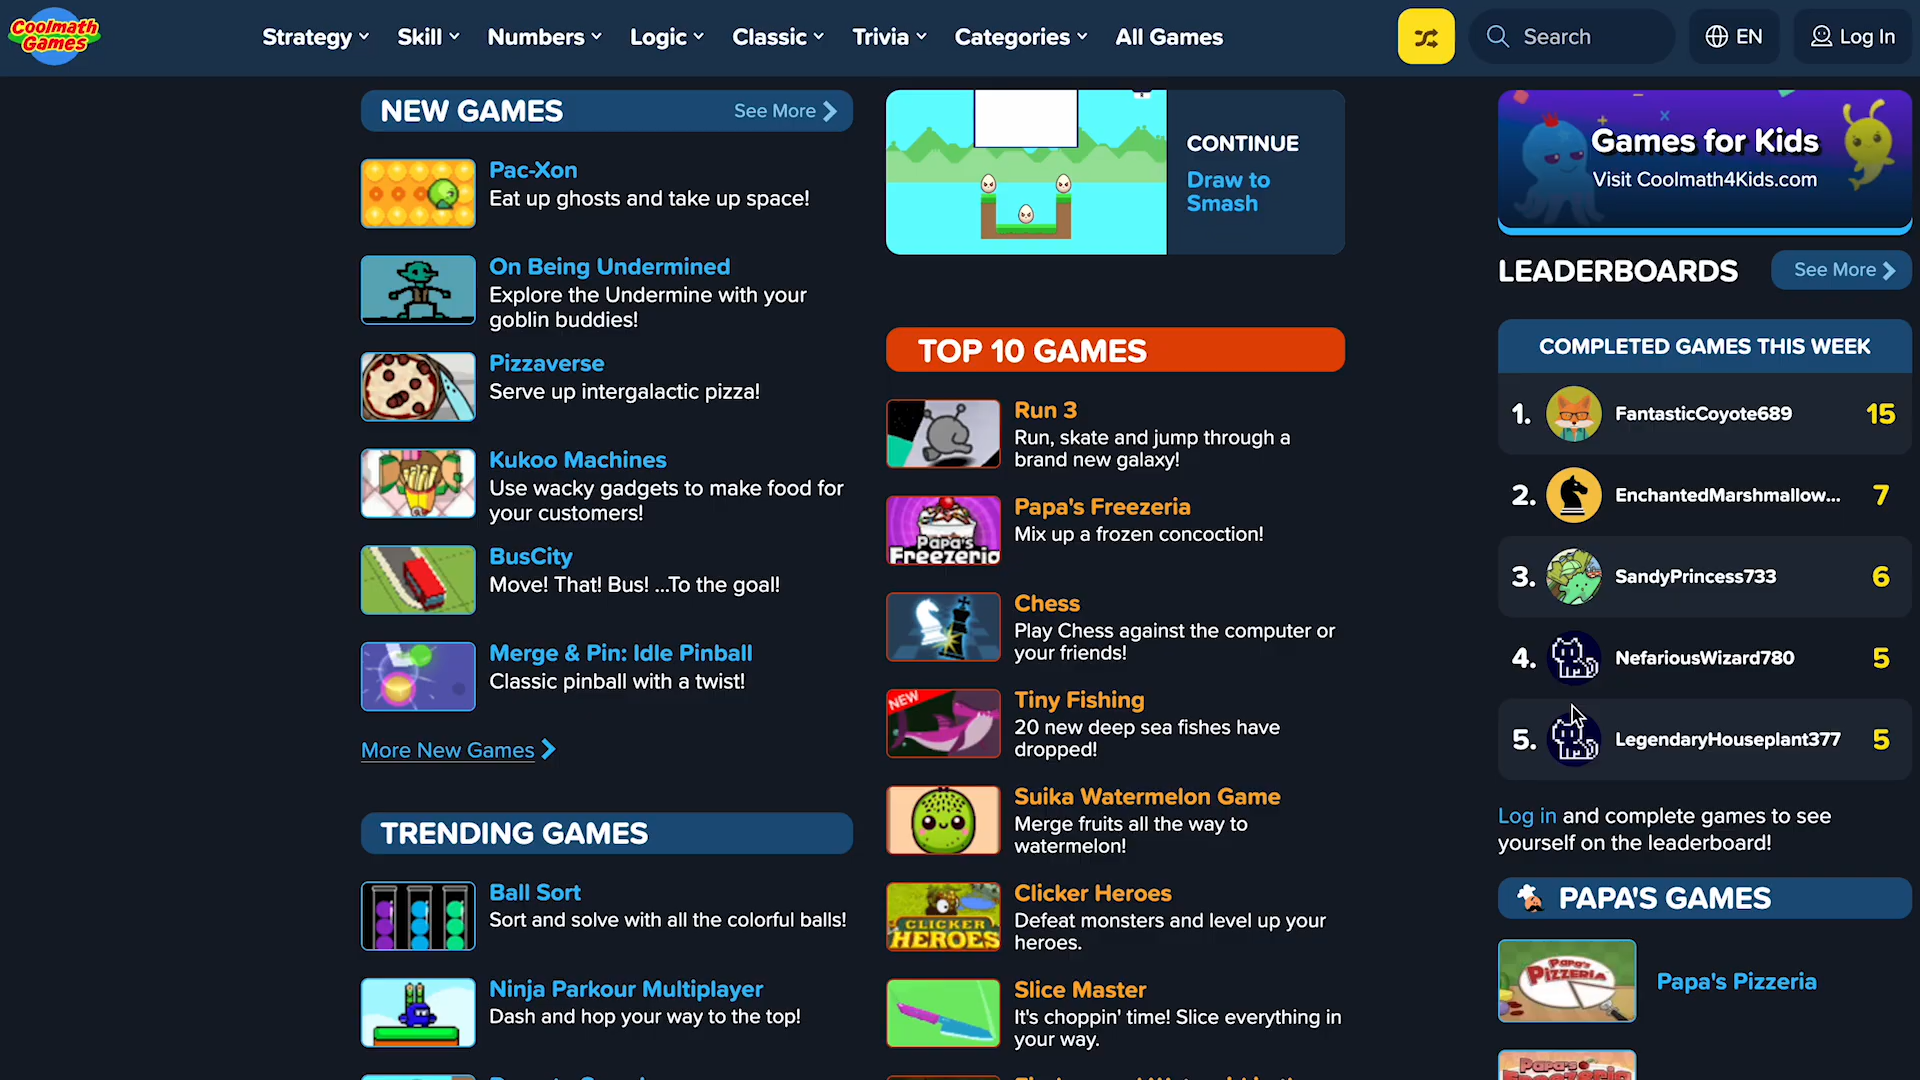 Coolmath
Games
Strategy
Skill
Numbers
Logic
Classic
Trivia
Categories
All Games
Search
EN
Log In
NEW GAMES
See More
Pac-Xon
Eat up ghosts and take up space!
On Being Undermined
Explore the Undermine with your
goblin buddies!
Pizzaverse
Serve up intergalactic pizza!
Kukoo Machines
Use wacky gadgets to make food for
your customers!
BusCity
Move! That! Bus! ...To the goal!
Merge & Pin: Idle Pinball
Classic pinball with a twist!
More New Games
TRENDING GAMES
Ball Sort
Sort and solve with all the colorful balls!
Ninja Parkour Multiplayer
Dash and hop your way to the top!
CONTINUE
Draw to
Smash
TOP 10 GAMES
Run 3
Run, skate and jump through a
brand new galaxy!
Papa's
Freezeria
Papa's Freezeria
Mix up a frozen concoction!
Chess
Play Chess against the computer or
your friends!
NEW
Tiny Fishing
20 new deep sea fishes have
dropped!
Suika Watermelon Game
Merge fruits all the way to
watermelon!
CLICKER
HEROES
Clicker Heroes
Defeat monsters and level up your
heroes.
Slice Master
It's choppin' time! Slice everything in
your way.
Games for Kids
Visit Coolmath4Kids.com
LEADERBOARDS
See More
COMPLETED GAMES THIS WEEK
1. FantasticCoyote689 15
2. EnchantedMarshmallow... 7
3. SandyPrincess733 6
4. NefariousWizard780 5
5. LegendaryHouseplant377 5
Log in and complete games to see
yourself on the leaderboard!
PAPA'S GAMES
Papa's
PIZZERIA
Papa's Pizzeria
Papa's